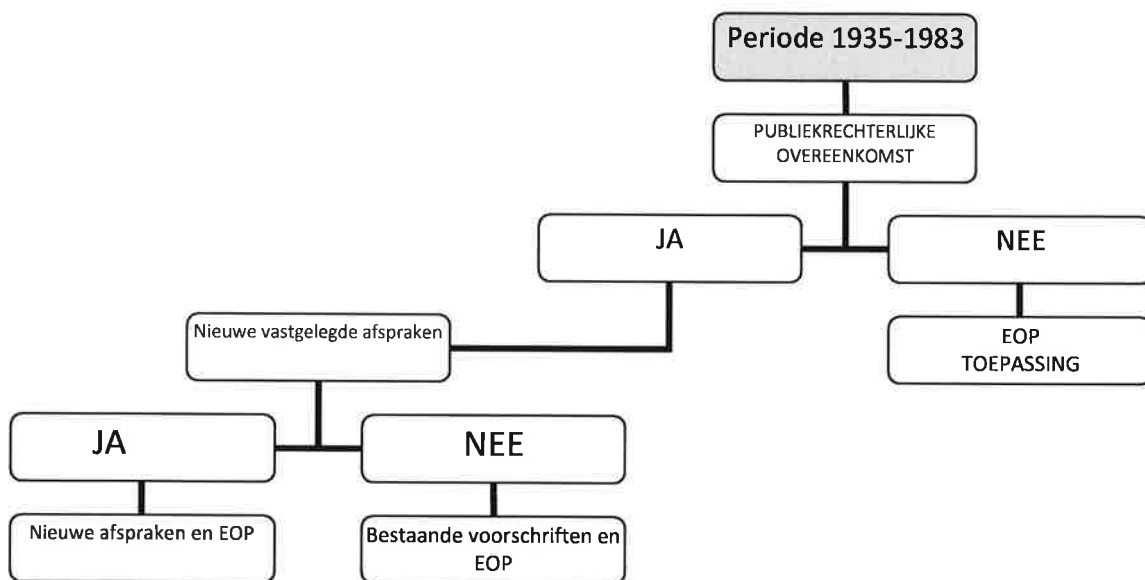 Periode 1935-1983
PUBLIEKRECHTERLIJKE
OVEREENKOMST
JA
NEE
Nieuwe vastgelegde afspraken
EOP
TOEPASSING
JA
NEE
Nieuwe afspraken en EOP
Bestaande voorschriften en
EOP